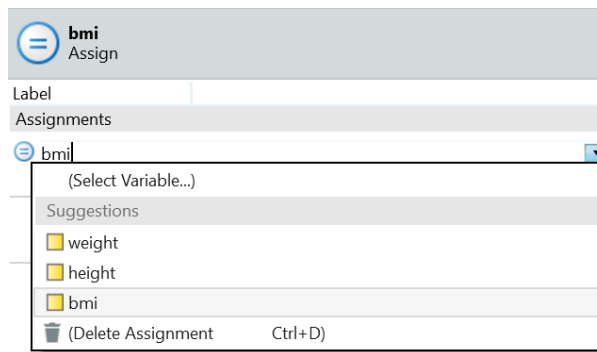 bmi
Assign
Label
Assignments
bmi
(Select Variable...)
Suggestions
weight
height
bmi
(Delete Assignment Ctrl+D)